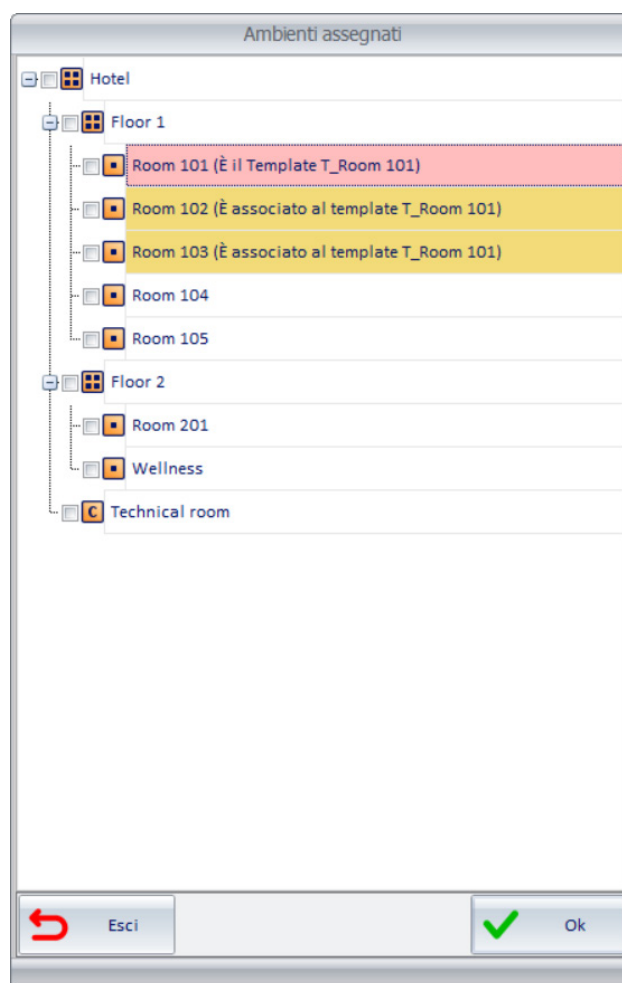 Ambienti assegnati
Hotel
Floor 1
Room 101 (È il Template T_Room 101)
Room 102 (È associato al template T_Room 101)
Room 103 (È associato al template T_Room 101)
Room 104
Room 105
Floor 2
Room 201
Wellness
C Technical room
Esci Ok